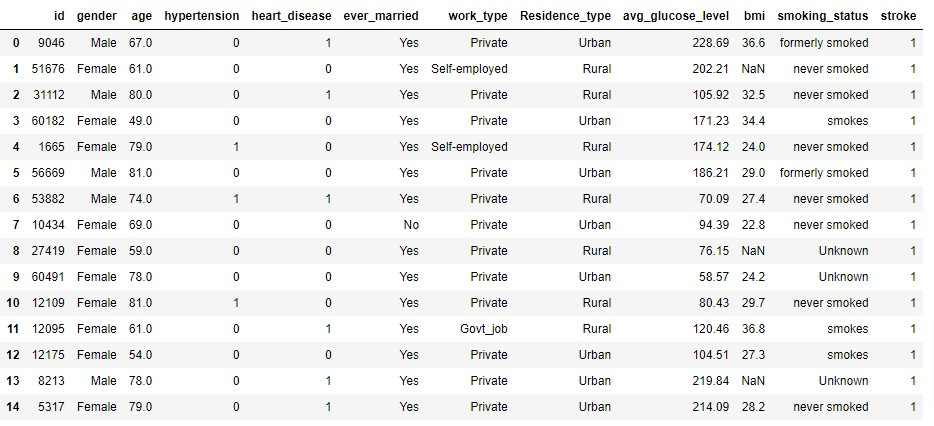 id gender age hypertension heart_disease ever_married work_type Residence_type avg_glucose_level bmi smoking_status stroke
0 9046 Male 67.0 0 1 Yes Private Urban 228.69 36.6 formerly smoked 1
1 51676 Female 61.0 0 0 Yes Self-employed Rural 202.21 NaN never smoked 1
2 31112 Male 80.0 0 1 Yes Private Rural 105.92 32.5 never smoked 1
3 60182 Female 49.0 0 0 Yes Private Urban 171.23 34.4 smokes 1
4 1665 Female 79.0 1 0 Yes Self-employed Rural 174.12 24.0 never smoked 1
5 56669 Male 81.0 0 0 Yes Private Urban 186.21 29.0 formerly smoked 1
6 53882 Male 74.0 1 1 Yes Private Rural 70.09 27.4 never smoked 1
7 10434 Female 69.0 0 0 No Private Urban 94.39 22.8 never smoked 1
8 27419 Female 59.0 0 0 Yes Private Rural 76.15 NaN Unknown 1
9 60491 Female 78.0 0 0 Yes Private Urban 58.57 24.2 Unknown 1
10 12109 Female 81.0 1 0 Yes Private Rural 80.43 29.7 never smoked 1
11 12095 Female 61.0 0 1 Yes Govt_job Rural 120.46 36.8 smokes 1
12 12175 Female 54.0 0 0 Yes Private Urban 104.51 27.3 smokes 1
13 8213 Male 78.0 0 1 Yes Private Urban 219.84 NaN Unknown 1
14 5317 Female 79.0 0 1 Yes Private Urban 214.09 28.2 never smoked 1